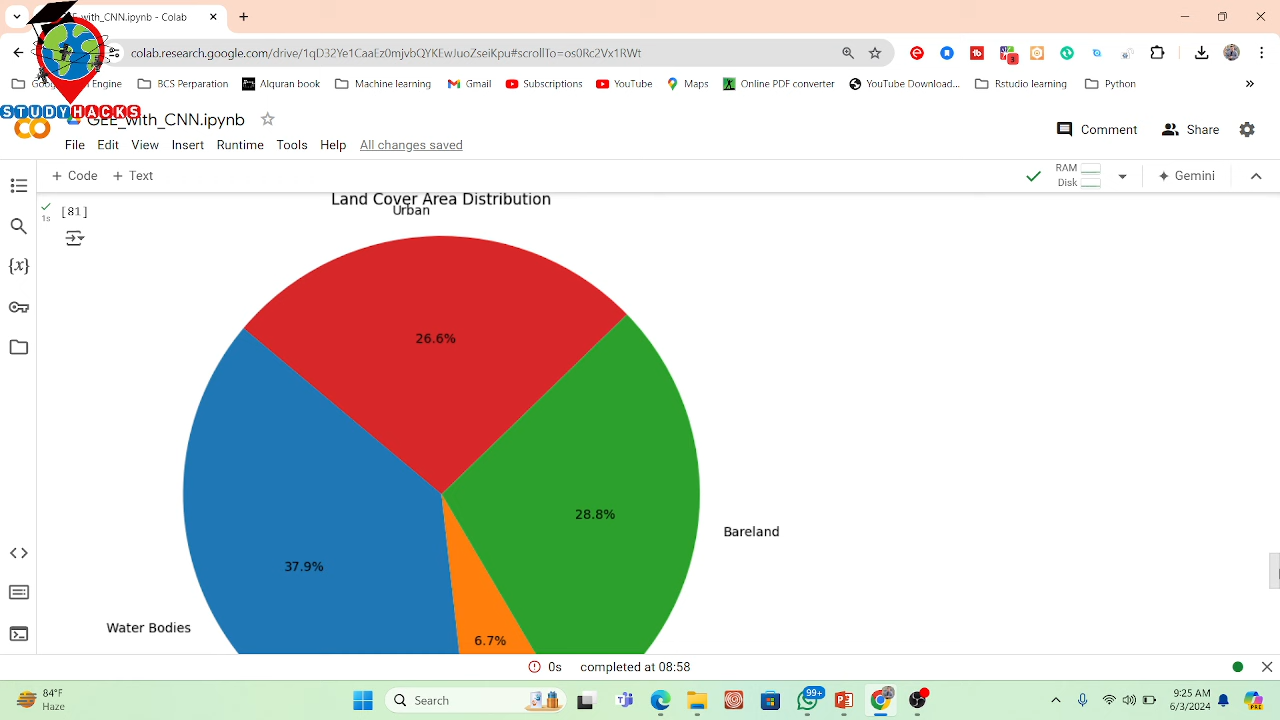 with_CNN.ipynb - Colab
colab.research.google.com/drive/1qD32Ye1CaaEz0mjvbQYKEwJuoZseiKpu#scrollTo=os0Rc2Vx1RWt
Engine
BCS Preperation
Alqurun book
Machine learning
Gmail
Subscriptions
YouTube
Maps
Online PDF converter
YouTube Download...
Rstudio learning
Python
»
STUDYHACKS
GEE_with_CNN.ipynb
Comment
Share
File Edit View Insert Runtime Tools Help All changes saved
+ Code + Text
RAM
Disk
Gemini
1s
[81]
{x}
Land Cover Area Distribution
Urban
26.6%
28.8%
Bareland
37.9%
Water Bodies
6.7%
0s completed at 08:58
84°F
Haze
Search
99+
9:25 AM
6/3/2024
PRE